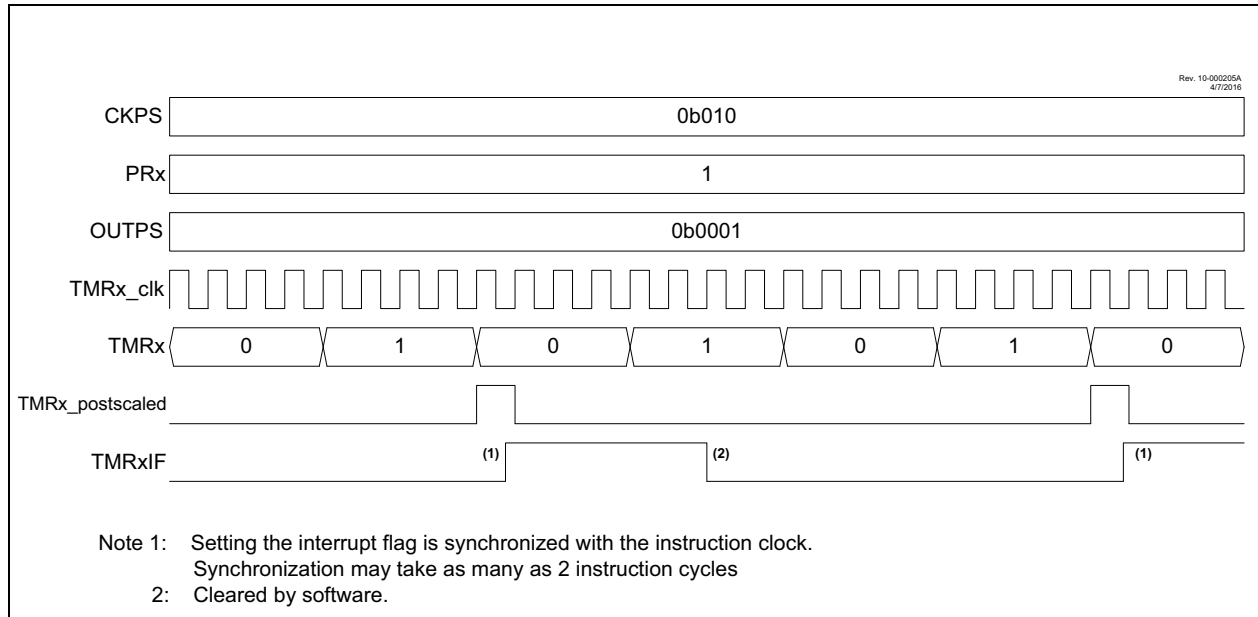 Rev. 10-000205A
4/7/2016
CKPS 0b010
PRx 1
OUTPS 0b0001
TMRx_clk
TMRx 0 1 0 1 0 1 0
TMRx_postscaled
TMRxIF (1) (2) (1)
Note 1: Setting the interrupt flag is synchronized with the instruction clock.
Synchronization may take as many as 2 instruction cycles
2: Cleared by software.